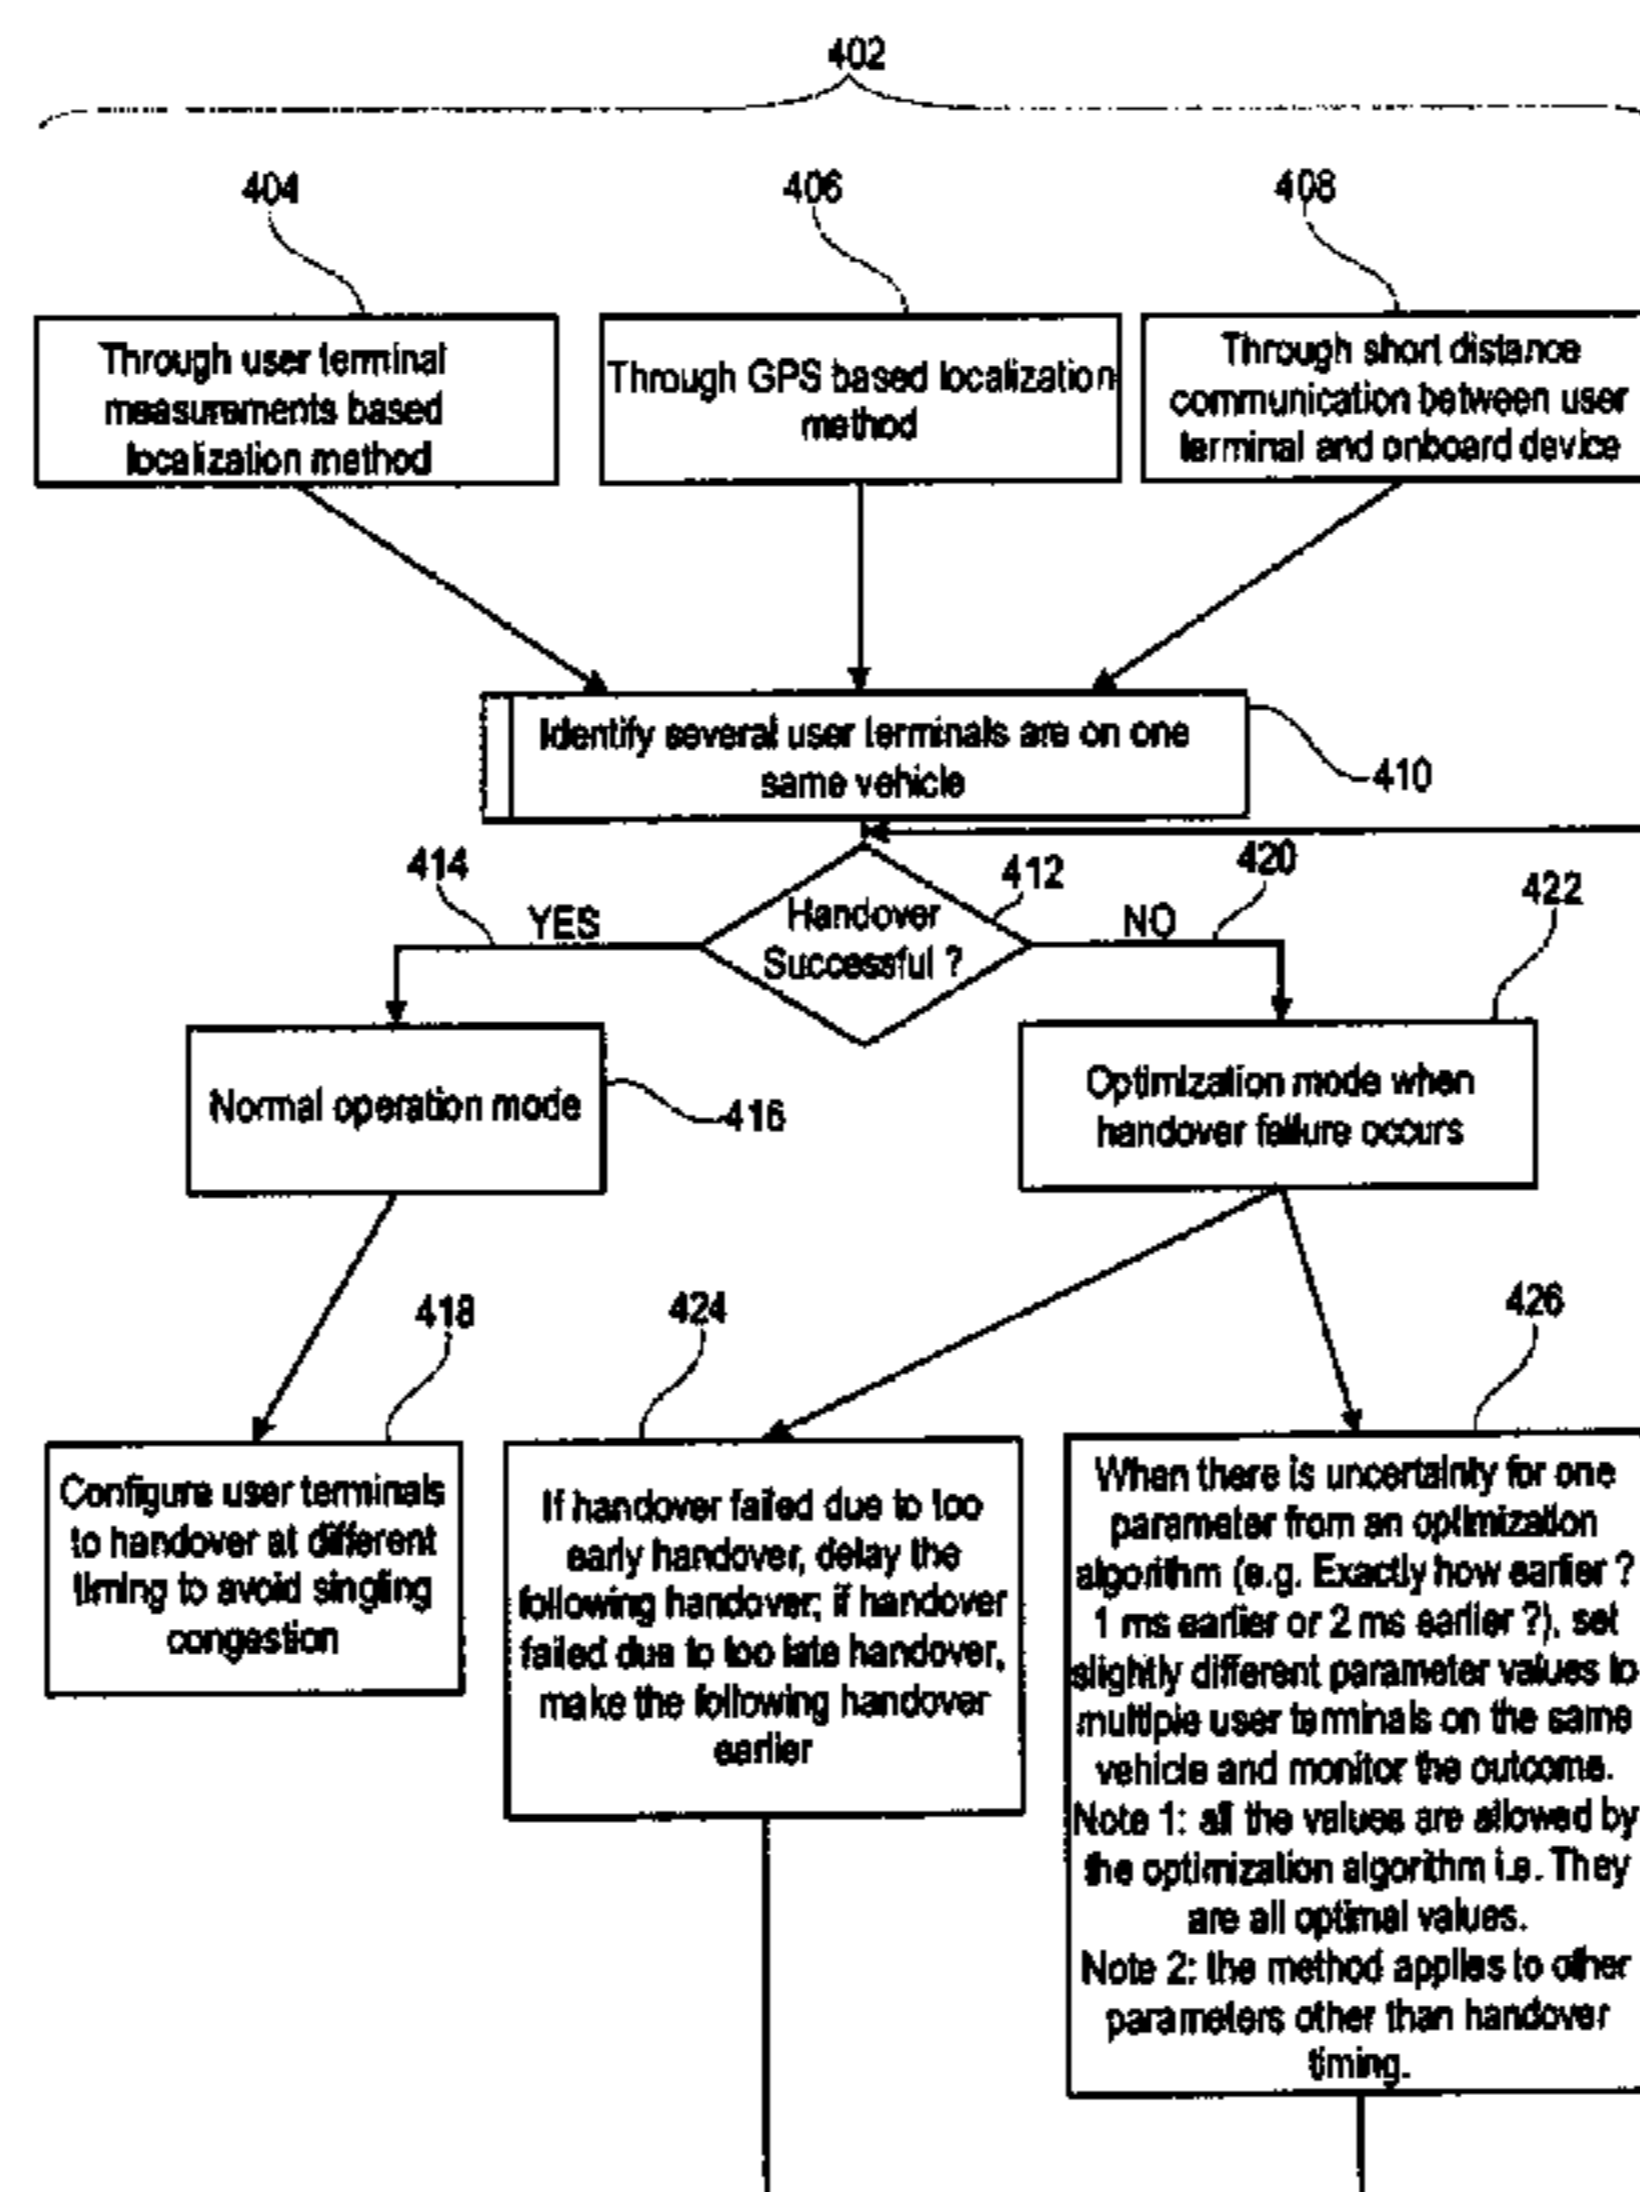 402
404
406
408
Through user terminal
measurements based
localization method
Through GPS based localization
method
Through short distance
communication between user
terminal and onboard device
Identify several user terminals are on one
same vehicle
410
414
YES
Handover
Successful ?
412
NO
420
422
Normal operation mode
416
Optimization mode when
handover failure occurs
418
424
426
Configure user terminals
to handover at different
timing to avoid singling
congestion
If handover failed due to too
early handover, delay the
following handover; if handover
failed due to too late handover,
make the following handover
earlier
When there is uncertainty for one
parameter from an optimization
algorithm (e.g. Exactly how earlier ?
1 ms earlier or 2 ms earlier ?), set
slightly different parameter values to
multiple user terminals on the same
vehicle and monitor the outcome.
Note 1: all the values are allowed by
the optimization algorithm i.e. They
are all optimal values.
Note 2: the method applies to other
parameters other than handover
timing.